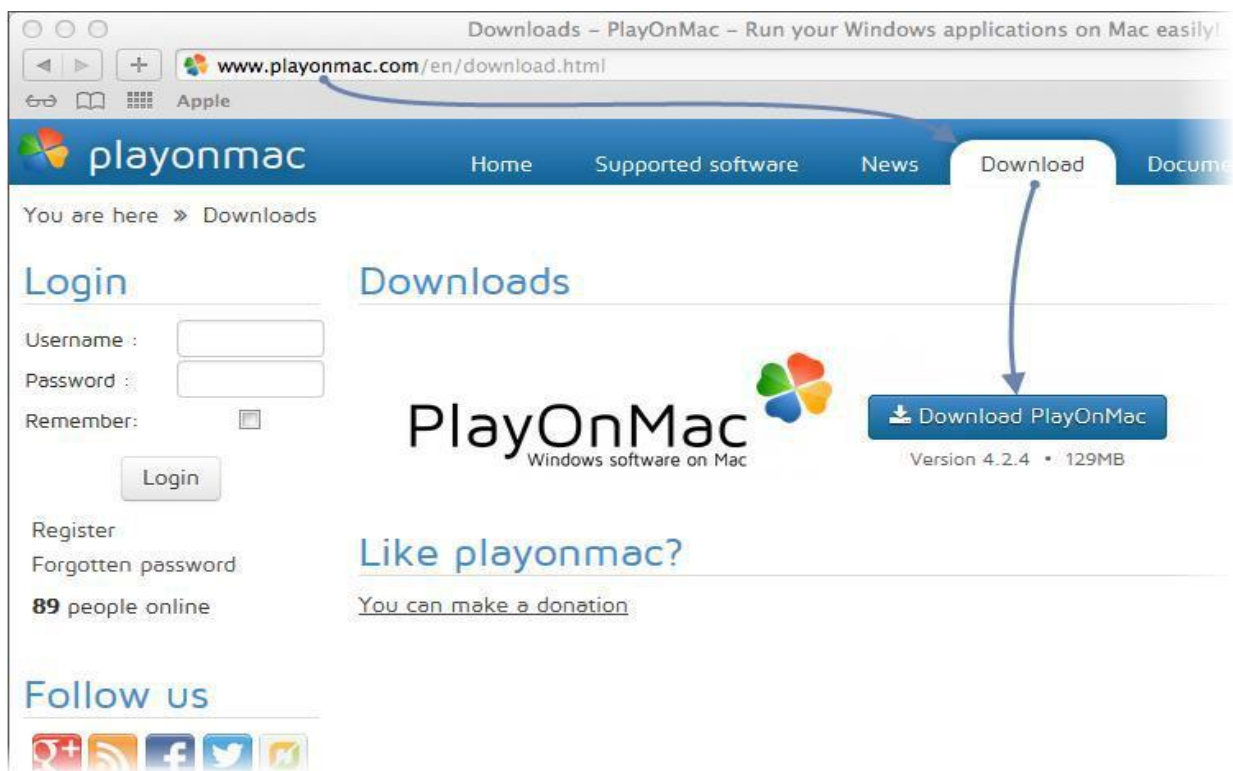 Downloads – PlayOnMac – Run your Windows applications on Mac easily!
www.playonmac.com/en/download.html
Apple
playonmac
Home Supported software News Download Docume
You are here » Downloads
Login
Username :
Password :
Remember:
Login
Register
Forgotten password
89 people online
Follow us
Downloads
PlayOnMac
Windows software on Mac
Download PlayOnMac
Version 4.2.4 • 129MB
Like playonmac?
You can make a donation